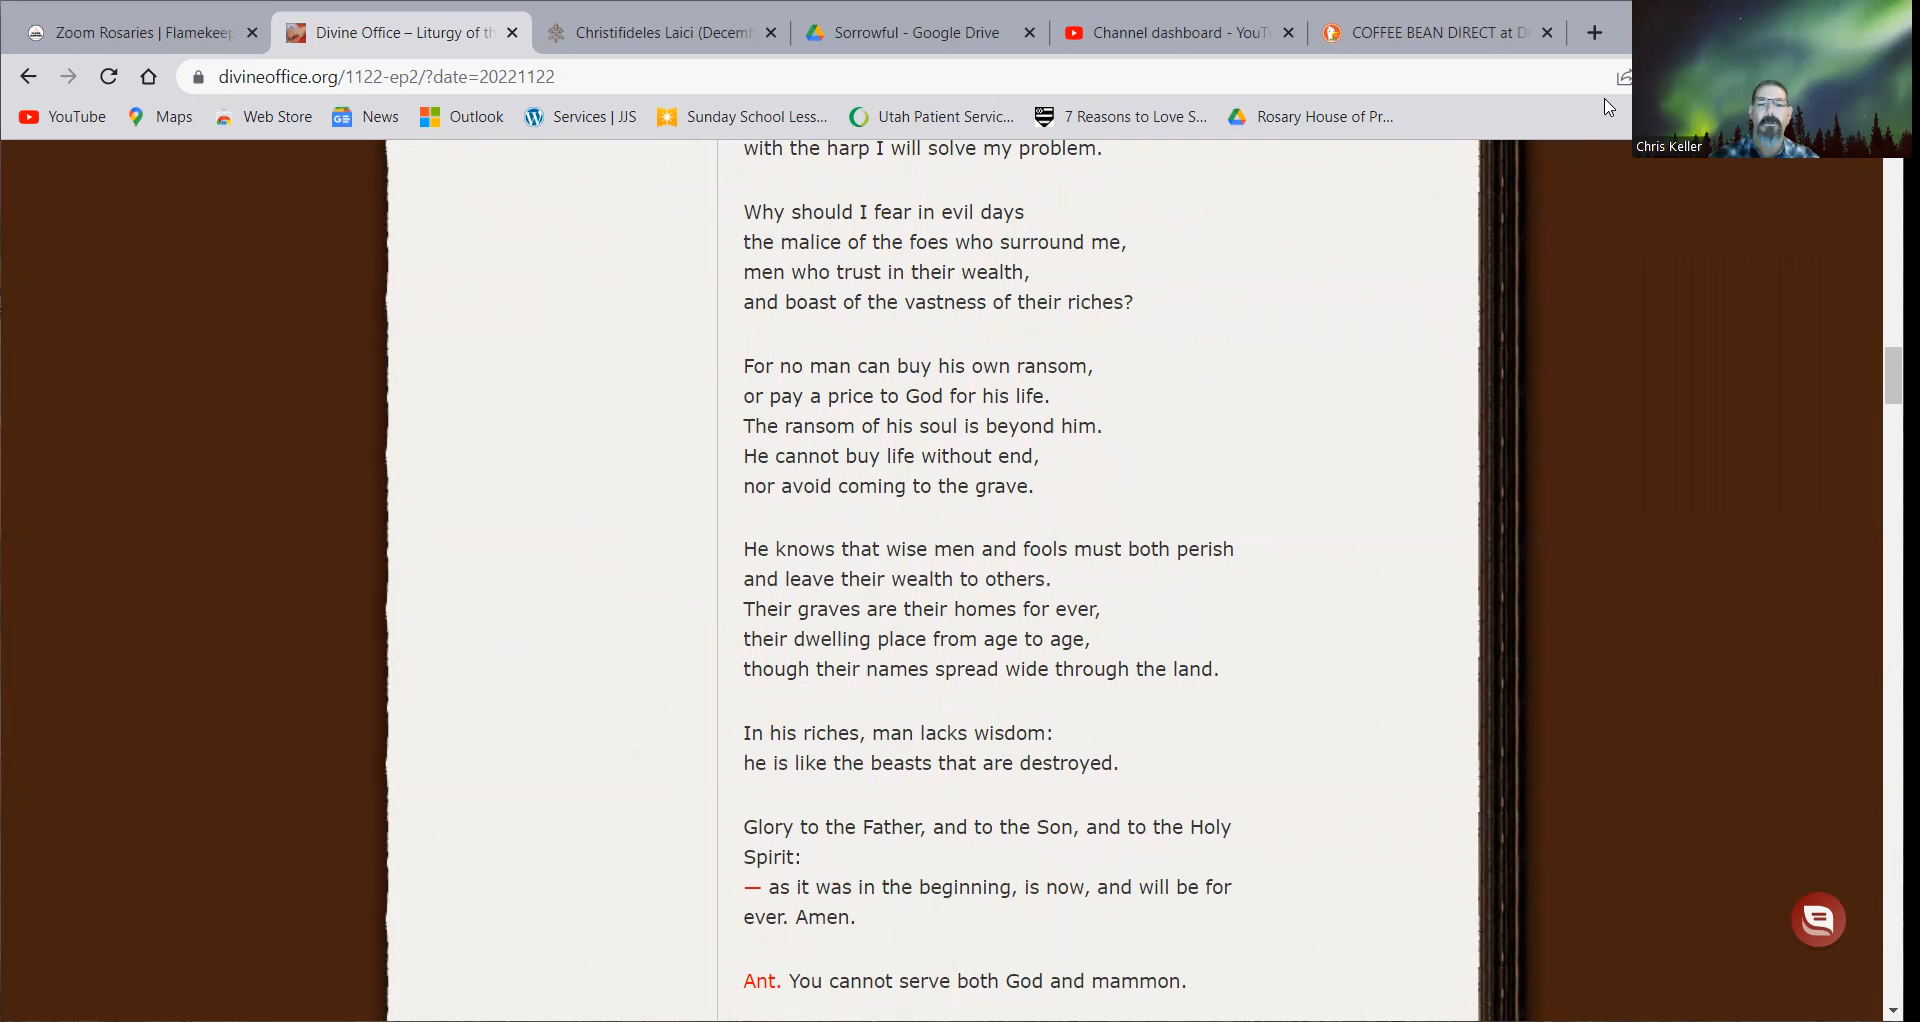 Zoom Rosaries | Flamekeep
Divine Office – Liturgy of th
Christifideles Laici (Decem
Sorrowful - Google Drive
Channel dashboard - YouT
COFFEE BEAN DIRECT at D
divineoffice.org/1122-ep2/?date=20221122
YouTube
Maps
Web Store
News
Outlook
Services | JJS
Sunday School Less...
Utah Patient Servic...
7 Reasons to Love S...
Rosary House of Pr...
Chris Keller
with the harp I will solve my problem.
Why should I fear in evil days
the malice of the foes who surround me,
men who trust in their wealth,
and boast of the vastness of their riches?
For no man can buy his own ransom,
or pay a price to God for his life.
The ransom of his soul is beyond him.
He cannot buy life without end,
nor avoid coming to the grave.
He knows that wise men and fools must both perish
and leave their wealth to others.
Their graves are their homes for ever,
their dwelling place from age to age,
though their names spread wide through the land.
In his riches, man lacks wisdom:
he is like the beasts that are destroyed.
Glory to the Father, and to the Son, and to the Holy
Spirit:
— as it was in the beginning, is now, and will be for
ever. Amen.
Ant. You cannot serve both God and mammon.